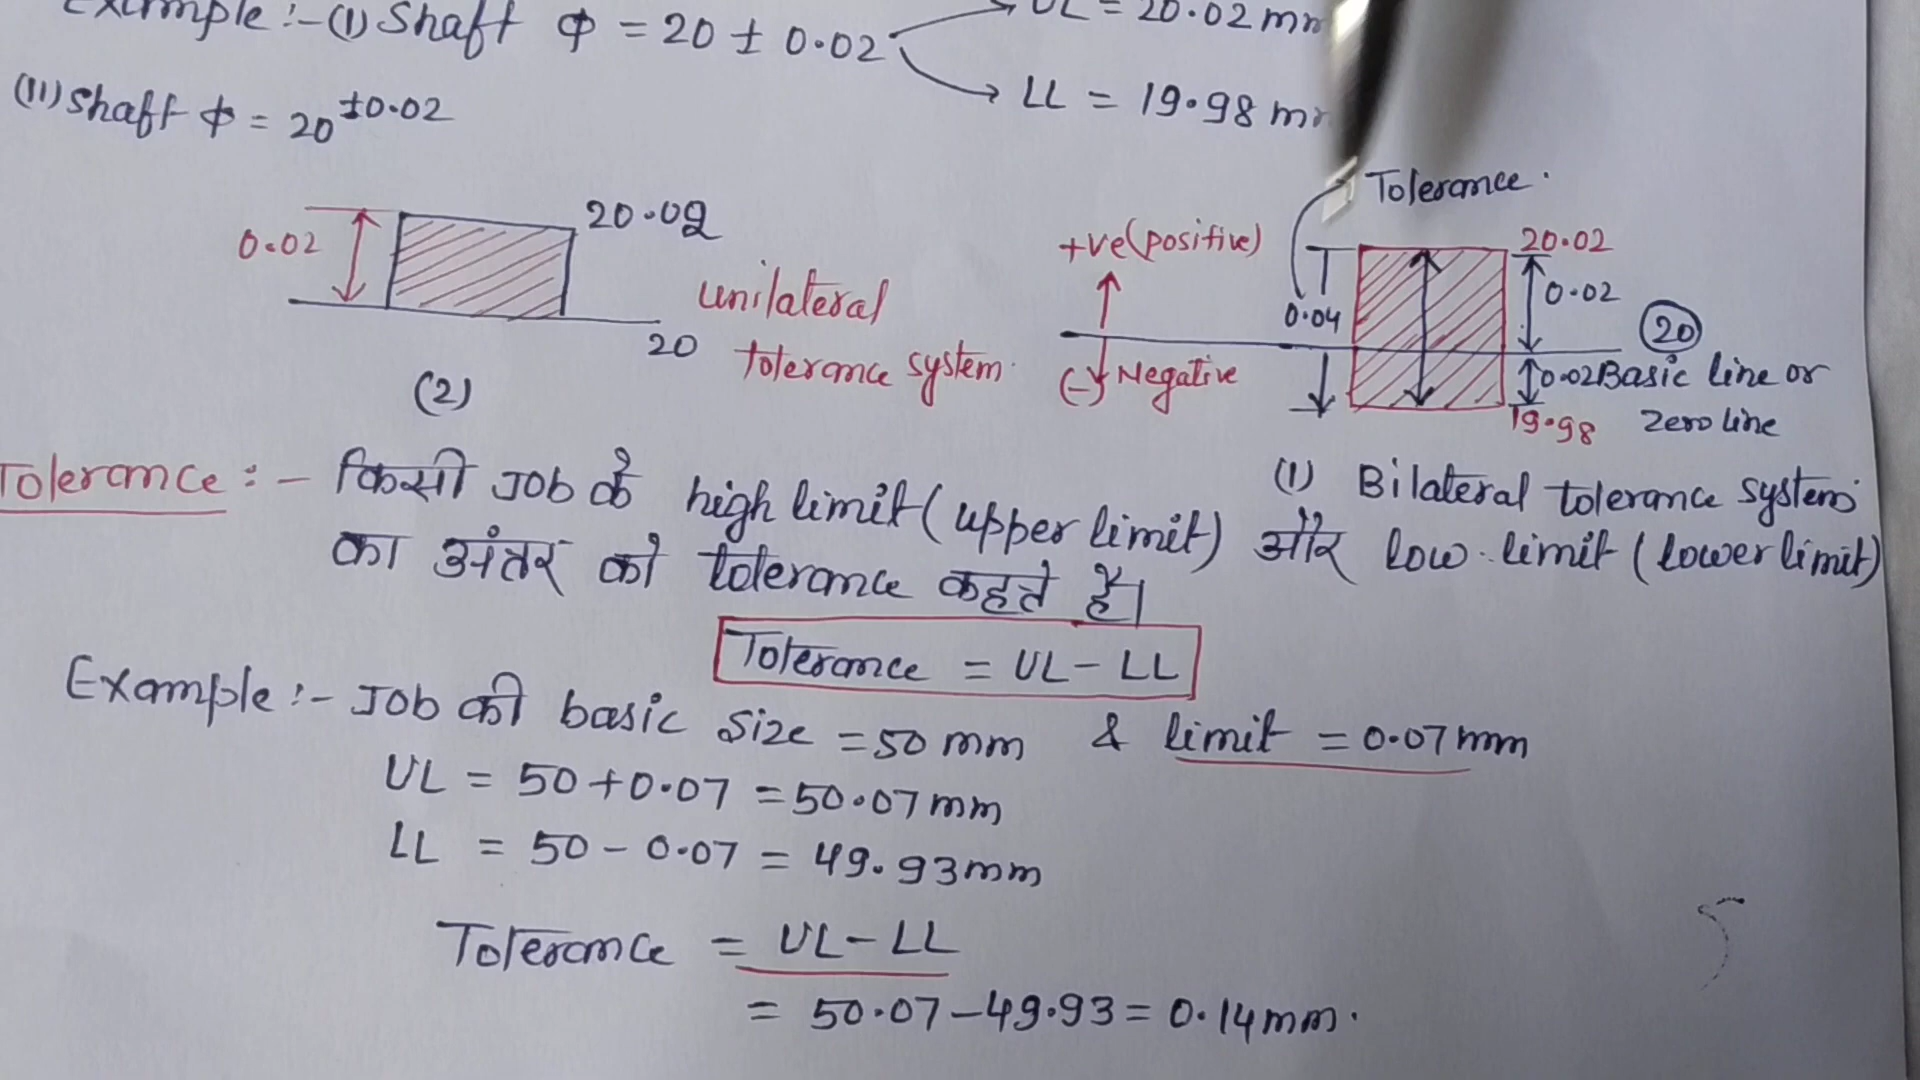 Example :- (I) Shaft ϕ = 20 ± 0.02
UL = 20.02 mm
LL = 19.98 m
(II) Shaft ϕ = 20 ±0.02
Tolerance.
0.02
20.02
unilateral
tolerance system.
20
(2)
+ve (positive)
(-) Negative
0.04
20.02
0.02
20
0.02 Basic line or
19.98 Zero line
(1) Bilateral tolerance system
Tolerance :- किसी Job के high limit (upper limit) और low limit (lower limit)
का अंतर को tolerance कहते हैं।
Tolerance = UL - LL
Example :- Job की basic size = 50 mm & limit = 0.07 mm
UL = 50 + 0.07 = 50.07 mm
LL = 50 - 0.07 = 49.93 mm
Tolerance = UL - LL
= 50.07 - 49.93 = 0.14 mm.